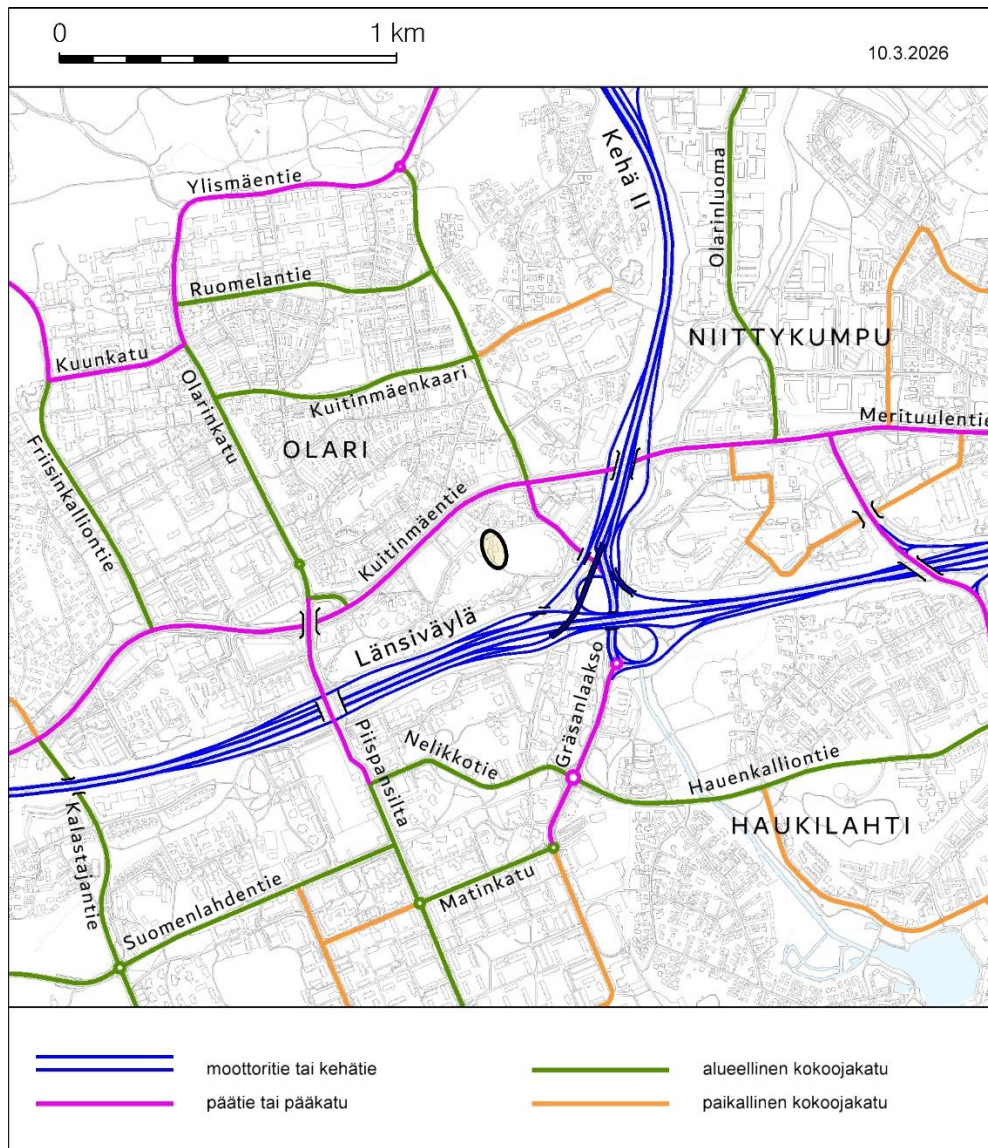 0 1 km
10.3.2026
Kehä II
Olarinluoma
Ylismäentie
Ruomelantie
NIITTYKUMPU
Kuunkatu
Olarinkatu
Kuitinmäenkaari
Merituulentie
OLARI
Friisinkalliontie
Kuitinmäentie
Länsiväylä
Gräsanlaakso
Piispansilta
Nelikkotie
Hauenkalliontie
Kalastajantie
HAUKILAHTI
Matinkatu
Suomenlahdentie
moottoritie tai kehätie
alueellinen kokoojakatu
päätie tai pääkatu
paikallinen kokoojakatu